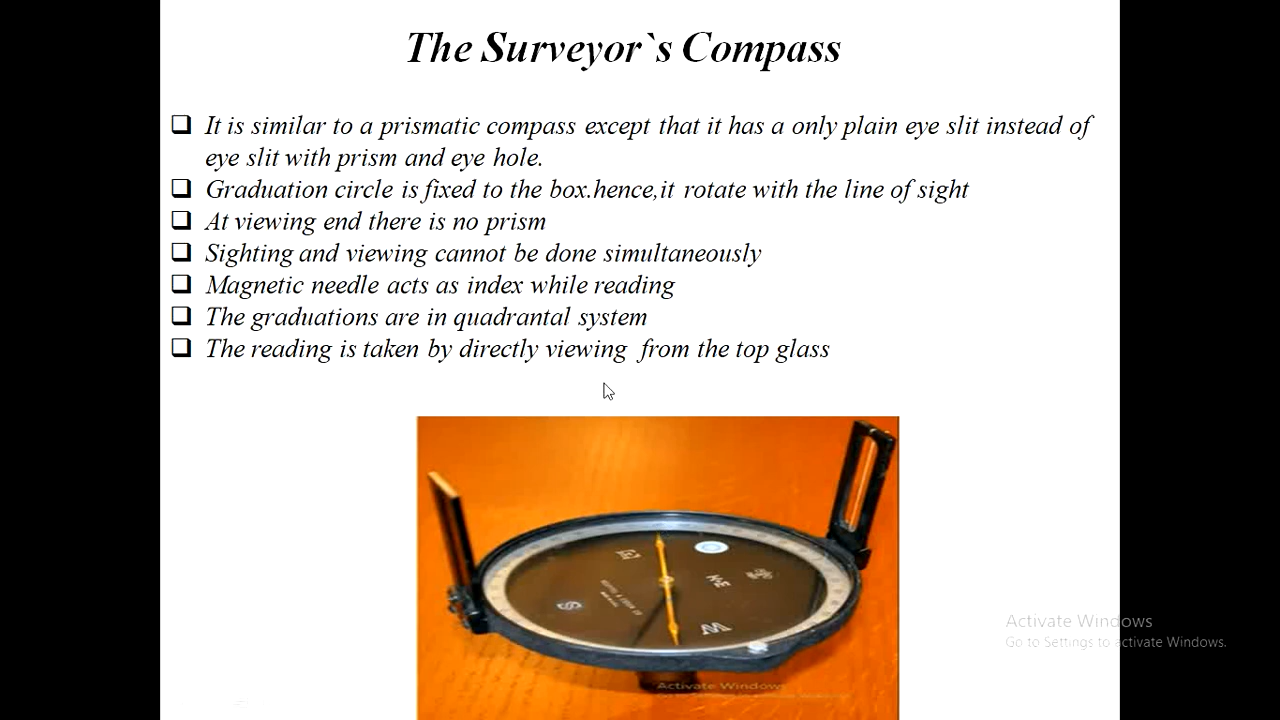 The Surveyor`s Compass
It is similar to a prismatic compass except that it has a only plain eye slit instead of
eye slit with prism and eye hole.
Graduation circle is fixed to the box.hence,it rotate with the line of sight
At viewing end there is no prism
Sighting and viewing cannot be done simultaneously
Magnetic needle acts as index while reading
The graduations are in quadrantal system
The reading is taken by directly viewing from the top glass
E
S
W
Activate Windows
Go to Settings to activate Windows.
Activate Windows